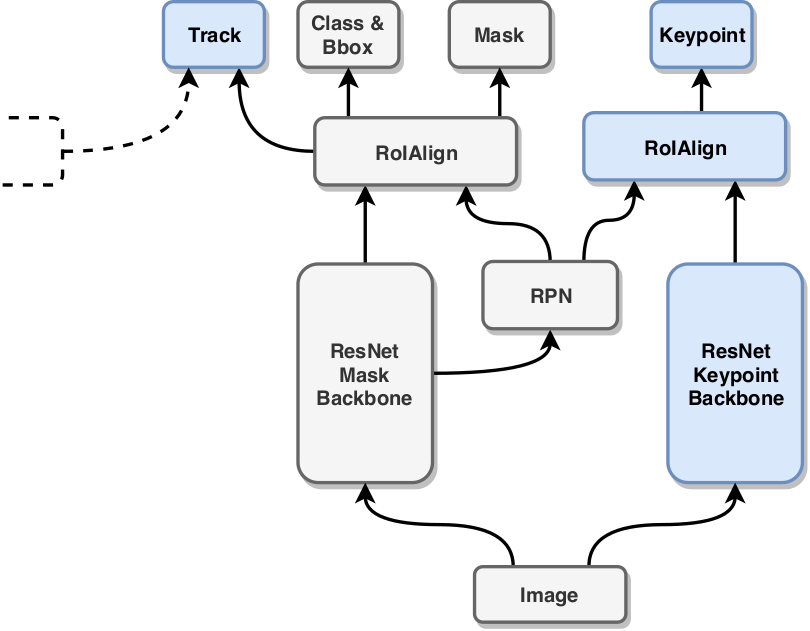 Track
Class &
Bbox
Mask
Keypoint
RoIAlign
RoIAlign
RPN
ResNet
Mask
Backbone
ResNet
Keypoint
Backbone
Image